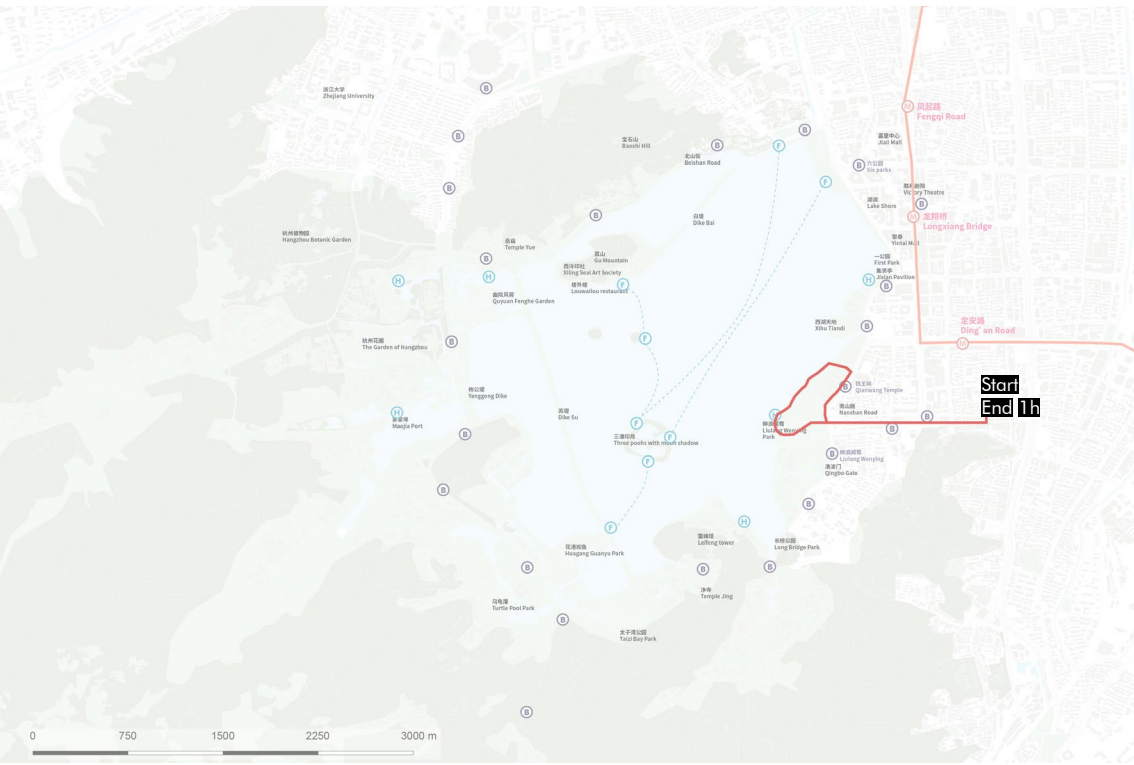 浙江大学
Zhejiang University
宝石山
Baoshi Hill
北山街
Beishan Road
凤起路
Fengqi Road
嘉里中心
Jiali Mall
六公园
Six parks
胜利剧院
Victory Theatre
湖滨
Lake Shore
龙翔桥
Longxiang Bridge
银泰
Yintai Mall
一公园
First Park
集贤亭
Jixian Pavilion
白堤
Dike Bai
杭州植物园
Hangzhou Botanic Garden
岳庙
Temple Yue
孤山
Gu Mountain
西泠印社
Xiling Seal Art Society
楼外楼
Louwailou restaurant
曲院风荷
Quyuan Fenghe Garden
西湖天地
Xihu Tiandi
定安路
Ding' an Road
杭州花圃
The Garden of Hangzhou
杨公堤
Yanggong Dike
钱王祠
Qianwang Temple
Start
End 1h
茅家埠
Maojia Port
苏堤
Dike Su
南山路
Nanshan Road
柳浪闻莺
Liulang Wenying
Park
三潭印月
Three pools with moon shadow
柳浪闻莺
Liulang Wenying
清波门
Qingbo Gate
花港观鱼
Huagang Guanyu Park
雷峰塔
Leifeng tower
长桥公园
Long Bridge Park
净寺
Temple Jing
乌龟潭
Turtle Pool Park
太子湾公园
Taizi Bay Park
0 750 1500 2250 3000 m